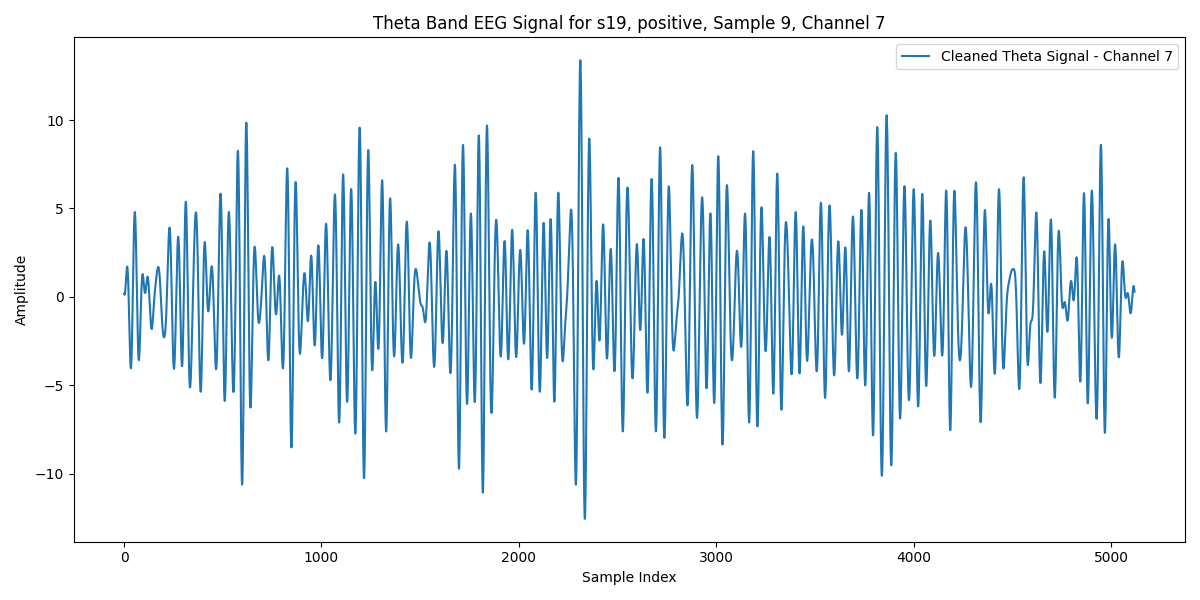 Theta Band EEG Signal for s19, positive, Sample 9, Channel 7
Cleaned Theta Signal - Channel 7
Amplitude
10
5
0
−5
−10
0 1000 2000 3000 4000 5000
Sample Index